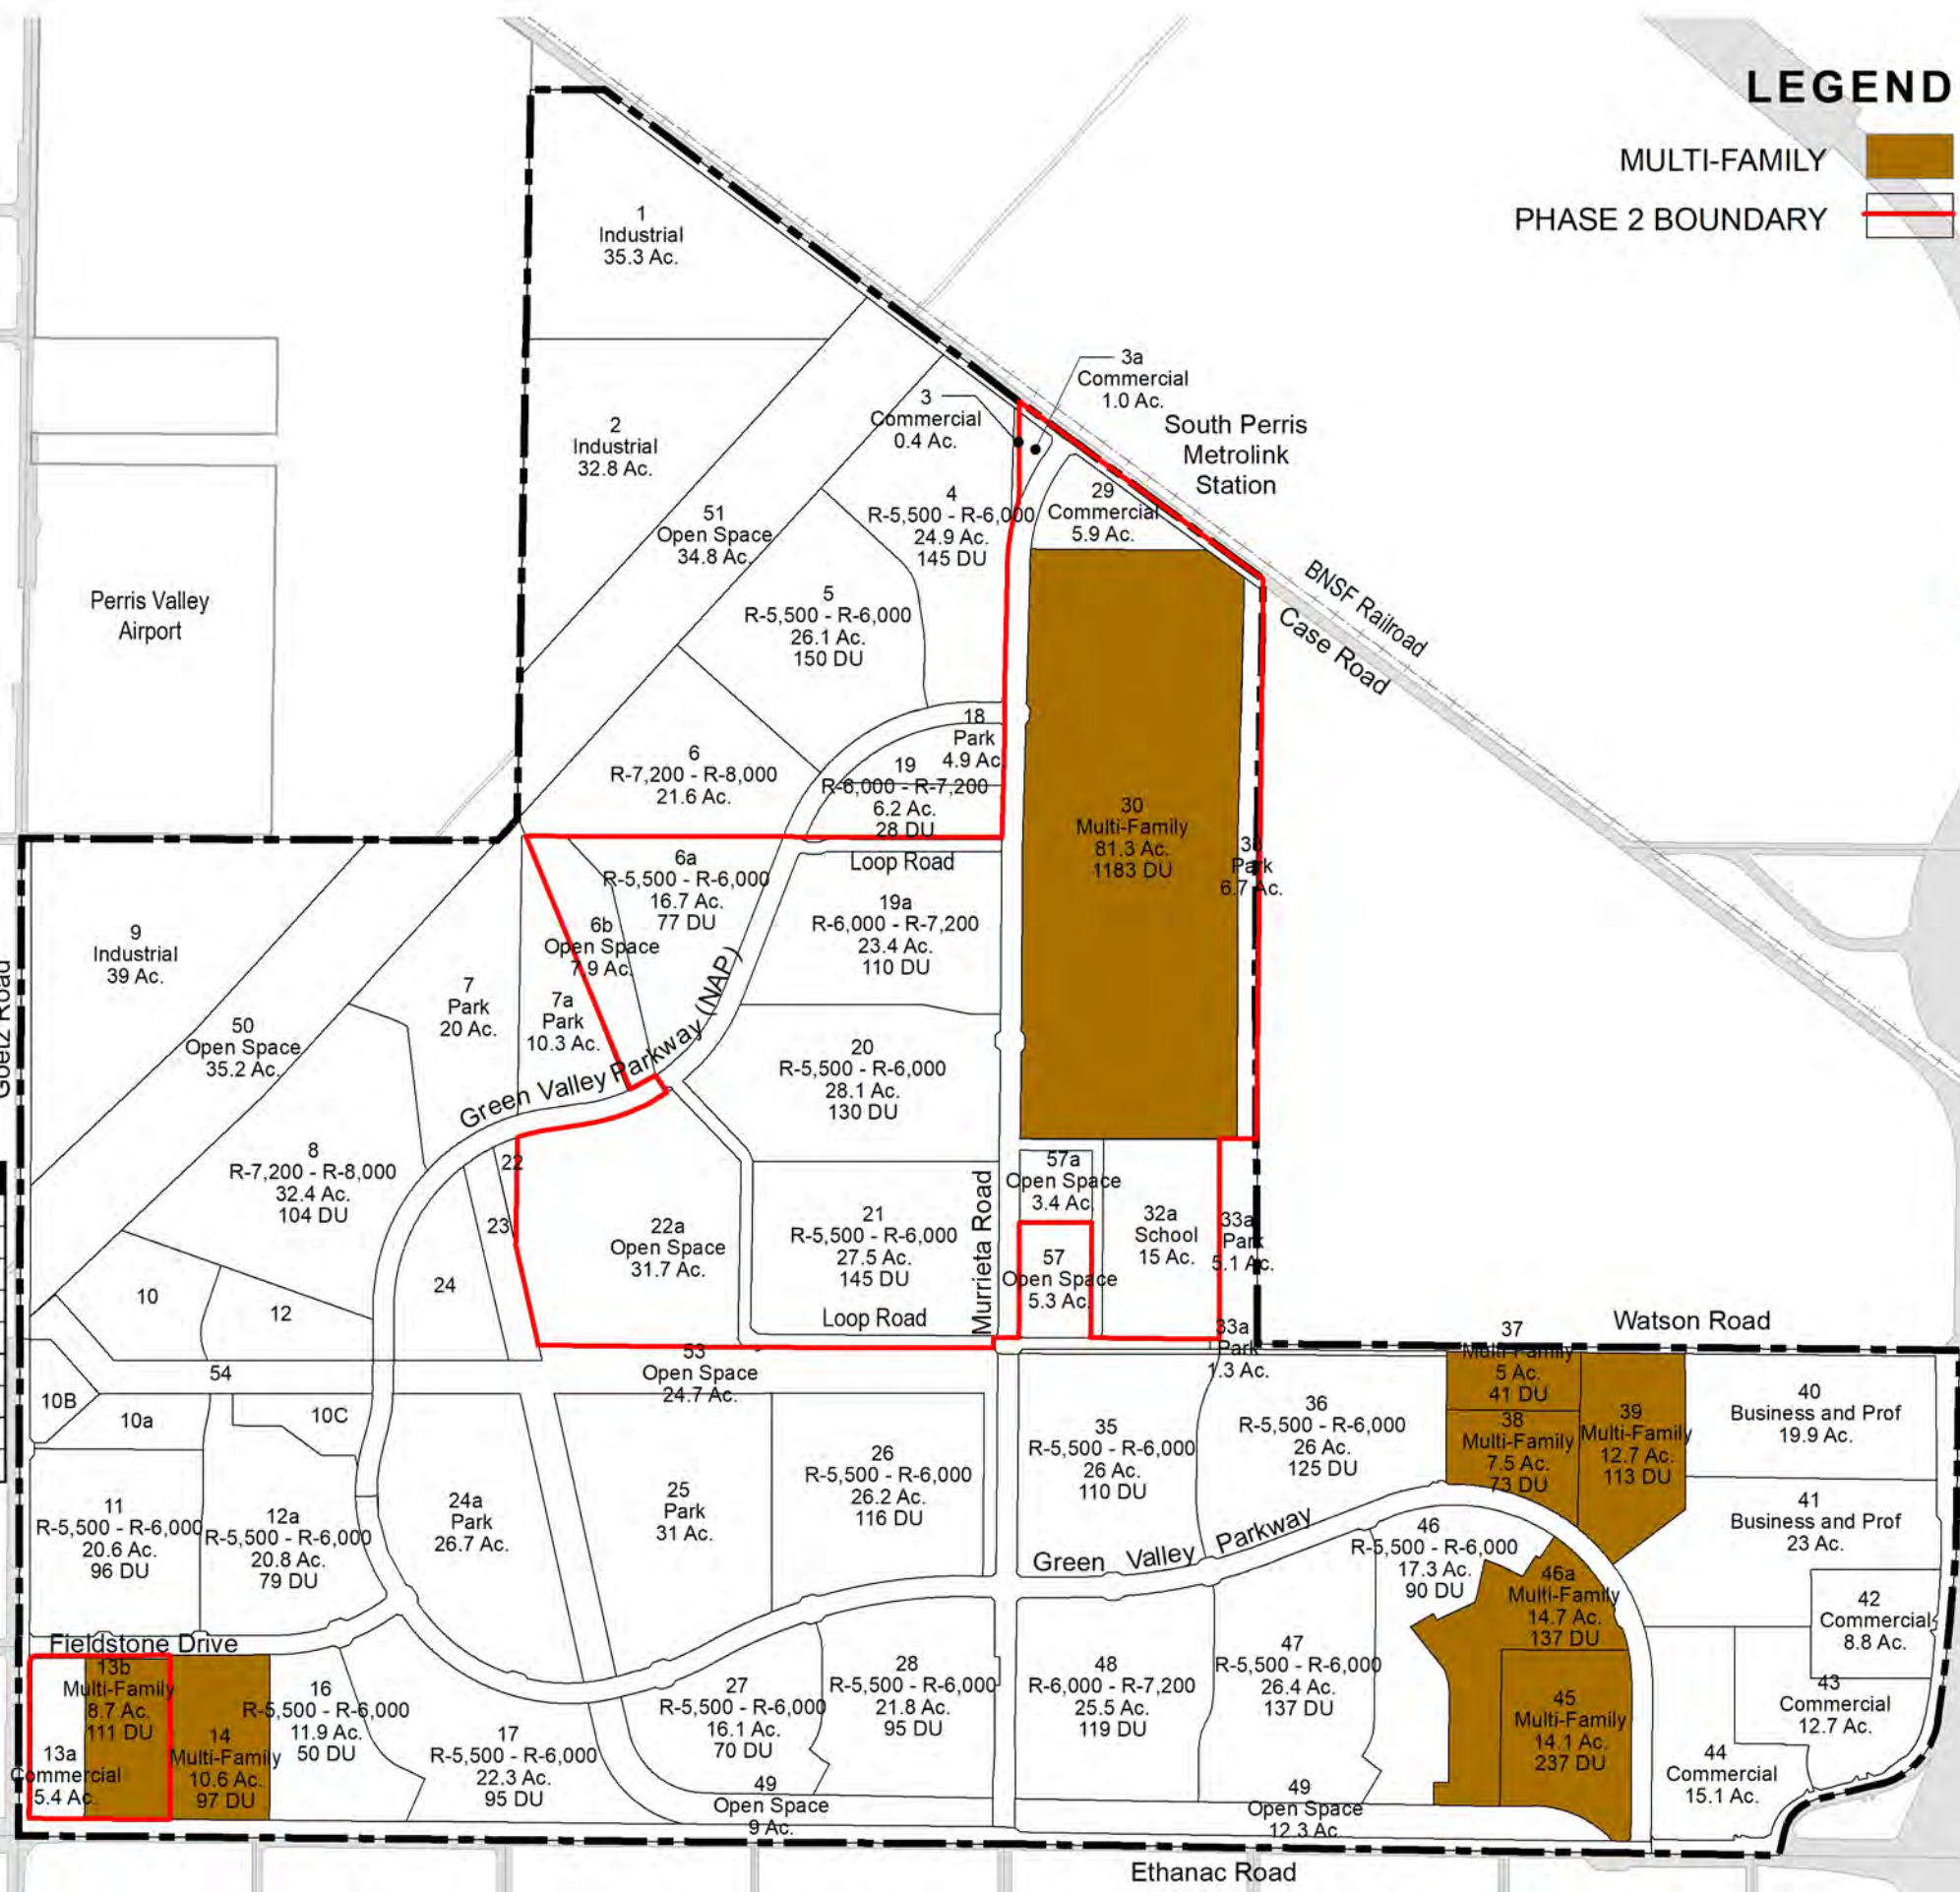 LEGEND
MULTI-FAMILY
PHASE 2 BOUNDARY
1
Industrial
35.3 Ac.
3a
Commercial
1.0 Ac.
3
Commercial
0.4 Ac.
South Perris
Metrolink
Station
2
Industrial
32.8 Ac.
51
Open Space
34.8 Ac.
4
R-5,500 - R-6,000
24.9 Ac.
145 DU
29
Commercial
5.9 Ac.
BNSF Railroad
Case Road
Perris Valley
Airport
5
R-5,500 - R-6,000
26.1 Ac.
150 DU
18
Park
4.9 Ac.
6
R-7,200 - R-8,000
21.6 Ac.
19
R-6,000 - R-7,200
6.2 Ac.
28 DU
30
Multi-Family
81.3 Ac.
1183 DU
Park
6.7 Ac.
Loop Road
6a
R-5,500 - R-6,000
16.7 Ac.
77 DU
19a
R-6,000 - R-7,200
23.4 Ac.
110 DU
6b
Open Space
7.9 Ac.
9
Industrial
39 Ac.
Goetz Road
7
Park
20 Ac.
7a
Park
10.3 Ac.
50
Open Space
35.2 Ac.
Green Valley Parkway (NAP)
20
R-5,500 - R-6,000
28.1 Ac.
130 DU
8
R-7,200 - R-8,000
32.4 Ac.
104 DU
22
23
22a
Open Space
31.7 Ac.
21
R-5,500 - R-6,000
27.5 Ac.
145 DU
Murrieta Road
57a
Open Space
3.4 Ac.
57
Open Space
5.3 Ac.
32a
School
15 Ac.
33a
Park
5.1 Ac.
10
12
24
Loop Road
33a
Park
1.3 Ac.
37
Multi-Family
5 Ac.
41 DU
Watson Road
53
Open Space
24.7 Ac.
54
10B
10a
10C
35
R-5,500 - R-6,000
26 Ac.
110 DU
36
R-5,500 - R-6,000
26 Ac.
125 DU
38
Multi-Family
7.5 Ac.
73 DU
39
Multi-Family
12.7 Ac.
113 DU
40
Business and Prof
19.9 Ac.
11
R-5,500 - R-6,000
20.6 Ac.
96 DU
12a
R-5,500 - R-6,000
20.8 Ac.
79 DU
24a
Park
26.7 Ac.
25
Park
31 Ac.
26
R-5,500 - R-6,000
26.2 Ac.
116 DU
Green Valley Parkway
46
R-5,500 - R-6,000
17.3 Ac.
90 DU
41
Business and Prof
23 Ac.
46a
Multi-Family
14.7 Ac.
137 DU
42
Commercial
8.8 Ac.
Fieldstone Drive
13b
Multi-Family
8.7 Ac.
111 DU
13a
Commercial
5.4 Ac.
14
Multi-Family
10.6 Ac.
97 DU
16
R-5,500 - R-6,000
11.9 Ac.
50 DU
17
R-5,500 - R-6,000
22.3 Ac.
95 DU
27
R-5,500 - R-6,000
16.1 Ac.
70 DU
28
R-5,500 - R-6,000
21.8 Ac.
95 DU
48
R-6,000 - R-7,200
25.5 Ac.
119 DU
47
R-5,500 - R-6,000
26.4 Ac.
137 DU
45
Multi-Family
14.1 Ac.
237 DU
43
Commercial
12.7 Ac.
44
Commercial
15.1 Ac.
49
Open Space
9 Ac.
49
Open Space
12.3 Ac.
Ethanac Road